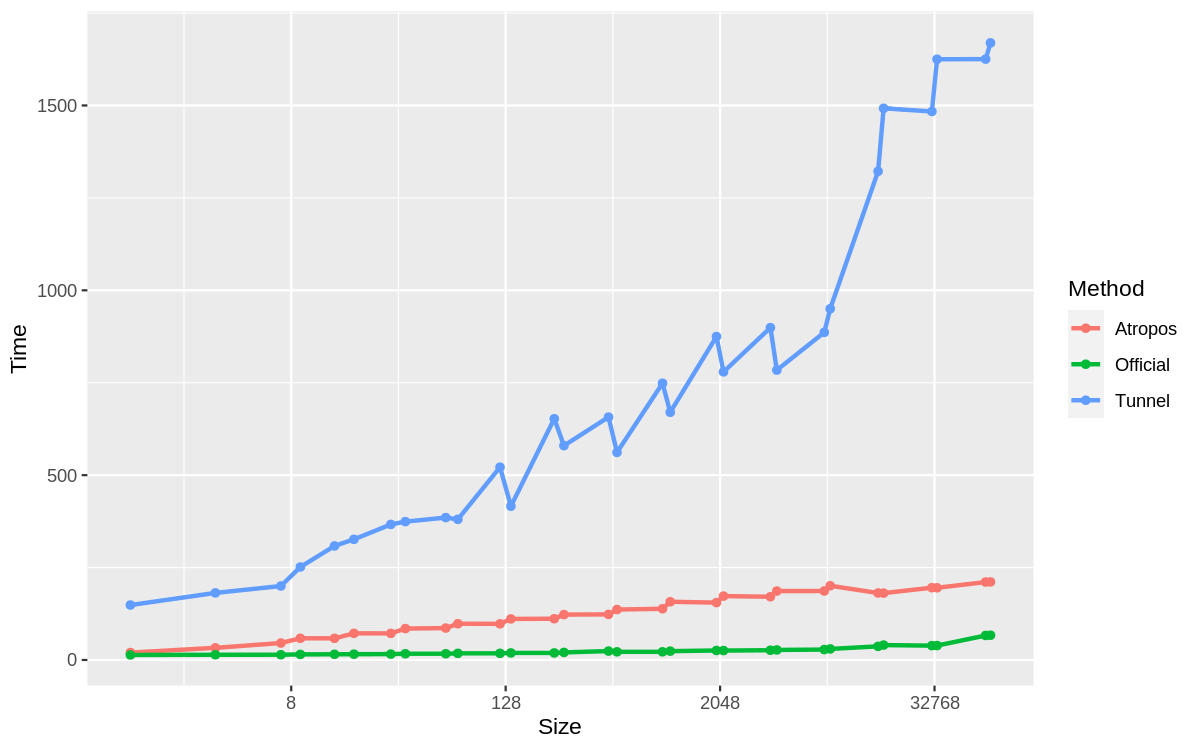 1500
1000
500
0
Time
8
128
2048
32768
Size
Method
Atropos
Official
Tunnel